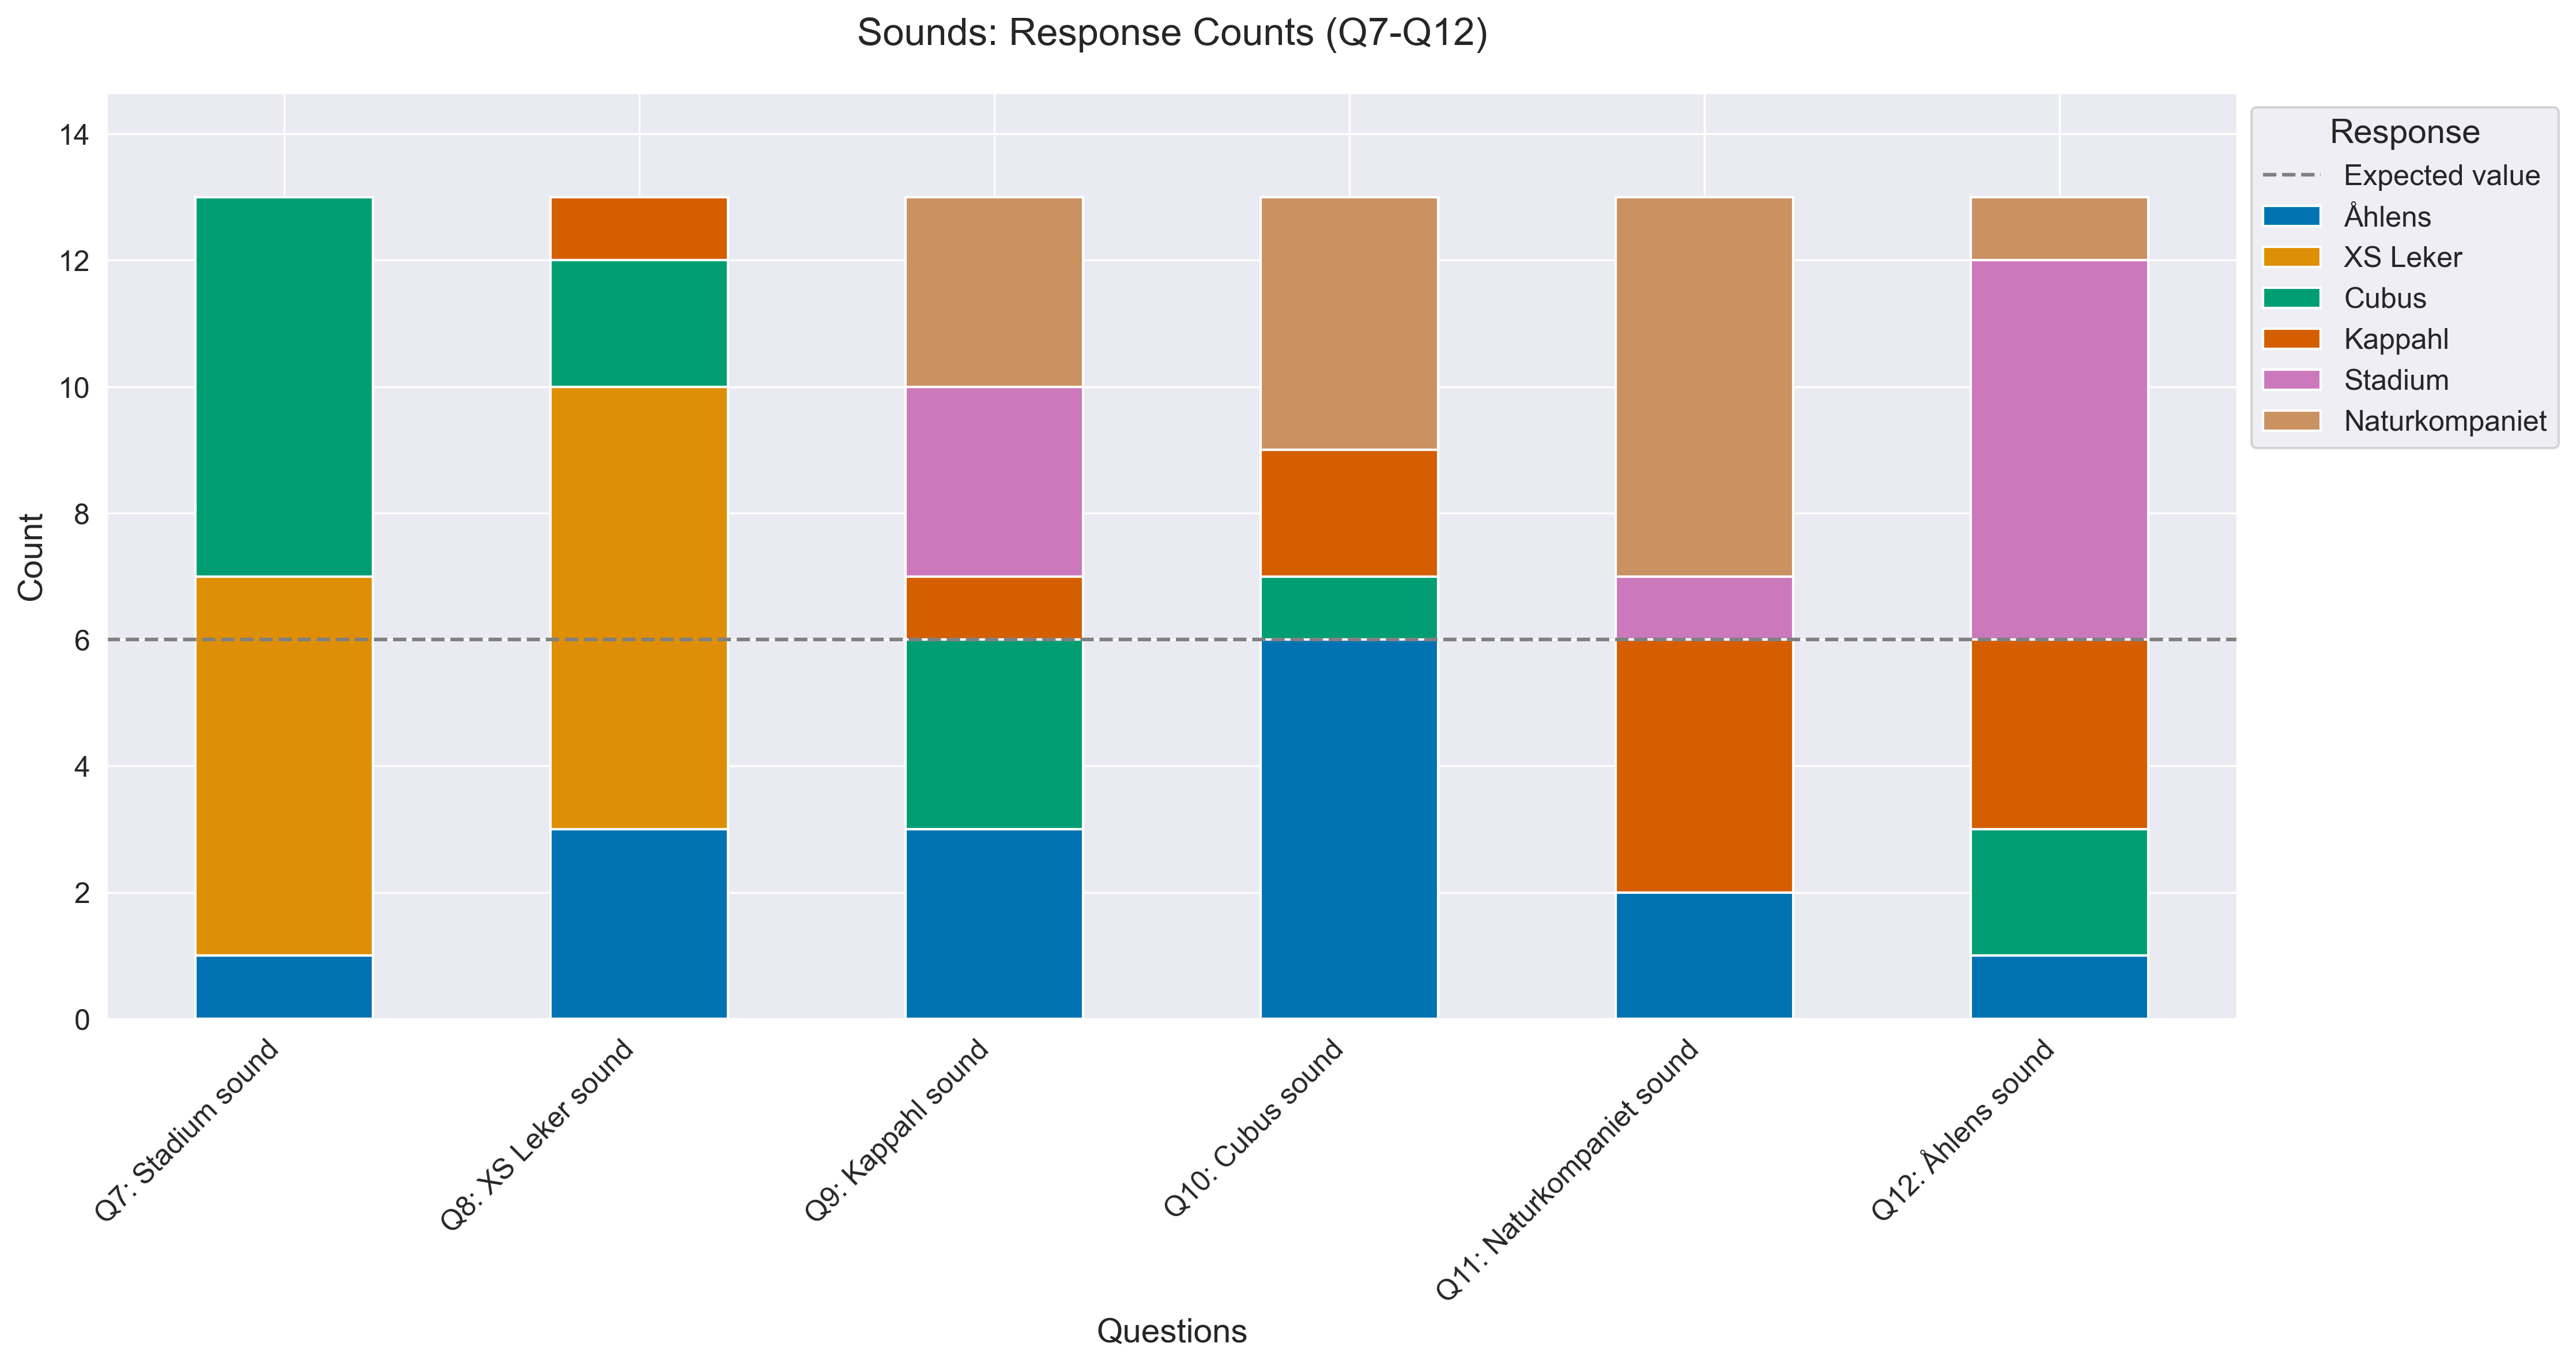 Sounds: Response Counts (Q7-Q12)
Count
14
12
10
8
6
4
2
0
Q7: Stadium sound
Q8: XS Leker sound
Q9: Kappahl sound
Q10: Cubus sound
Q11: Naturkompaniet sound
Q12: Åhlens sound
Questions
Response
Expected value
Åhlens
XS Leker
Cubus
Kappahl
Stadium
Naturkompaniet